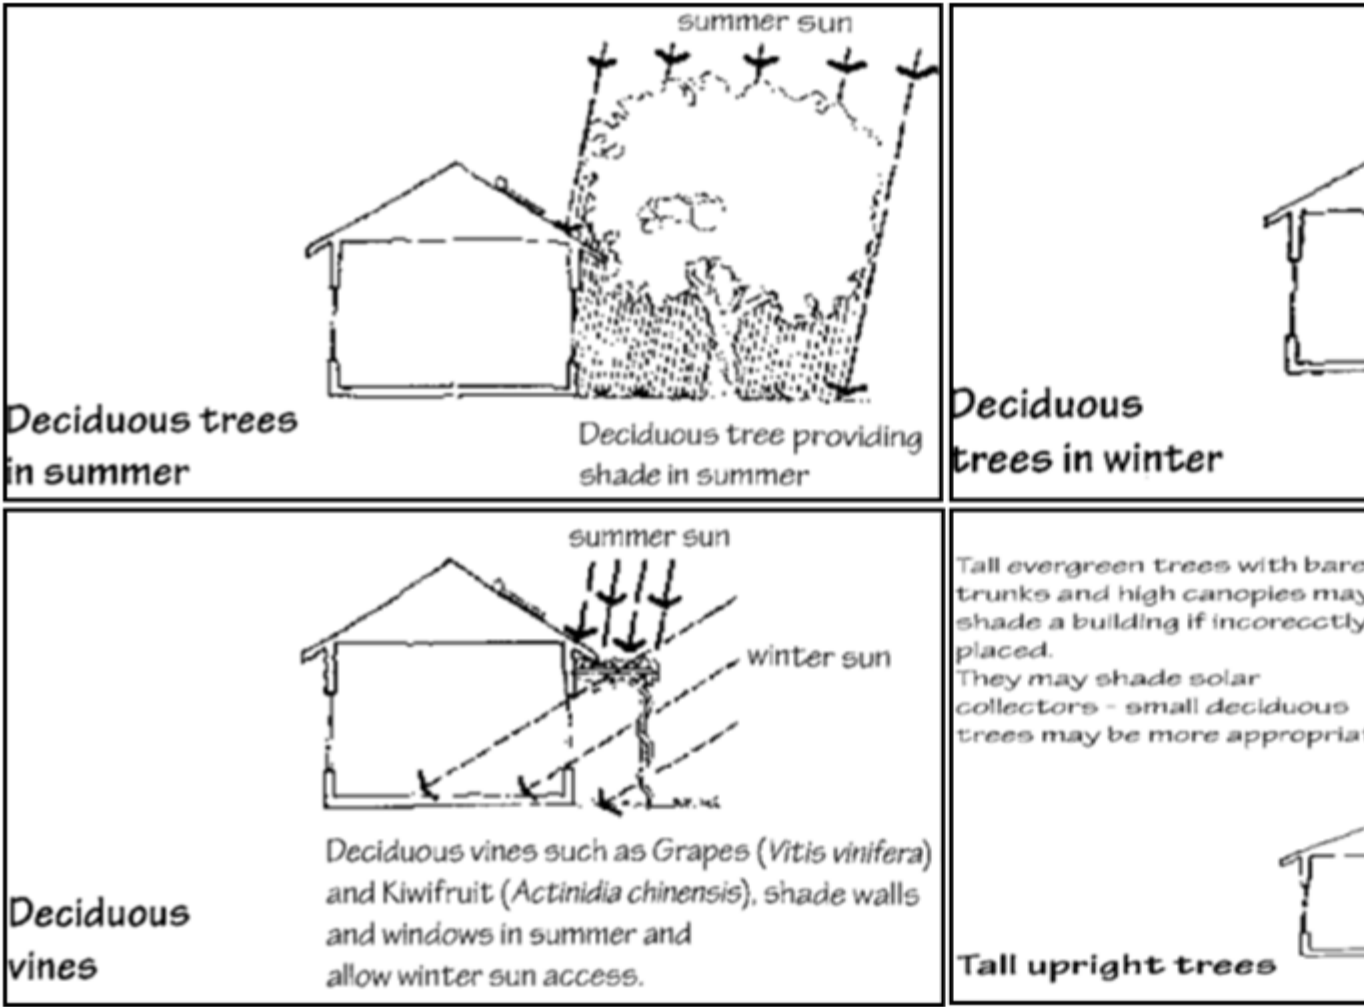 summer sun
Deciduous trees
in summer
Deciduous tree providing
shade in summer
Deciduous
trees in winter
summer sun
winter sun
Deciduous vines such as Grapes (Vitis vinifera)
and Kiwifruit (Actinidia chinensis), shade walls
and windows in summer and
allow winter sun access.
Deciduous
vines
Tall evergreen trees with bare
trunks and high canopies may
shade a building if incorecctly
placed.
They may shade solar
collectors - small deciduous
trees may be more appropriat
Tall upright trees